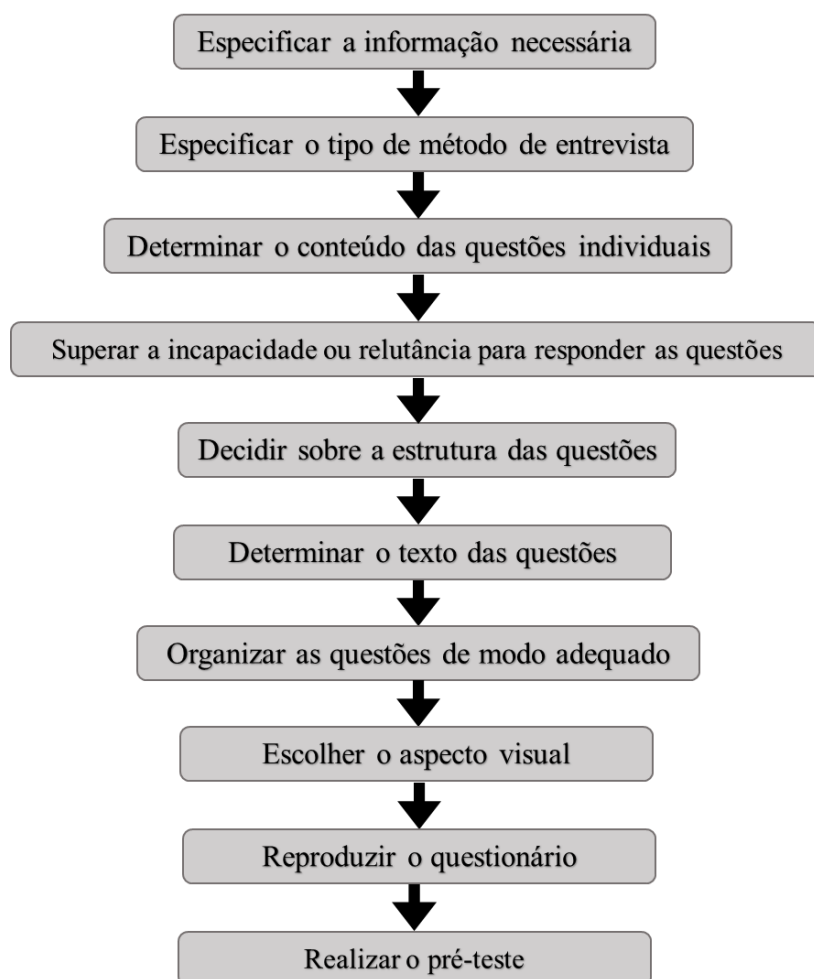 Especificar a informação necessária
Especificar o tipo de método de entrevista
Determinar o conteúdo das questões individuais
Superar a incapacidade ou relutância para responder as questões
Decidir sobre a estrutura das questões
Determinar o texto das questões
Organizar as questões de modo adequado
Escolher o aspecto visual
Reproduzir o questionário
Realizar o pré-teste